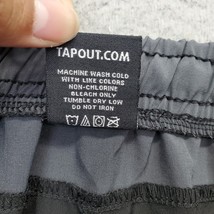 TAPOUT.COM
MACHINE WASH COLD
WITH LIKE COLORS
NON-CHLORINE
BLEACH ONLY
TUMBLE DRY LOW
DO NOT IRON